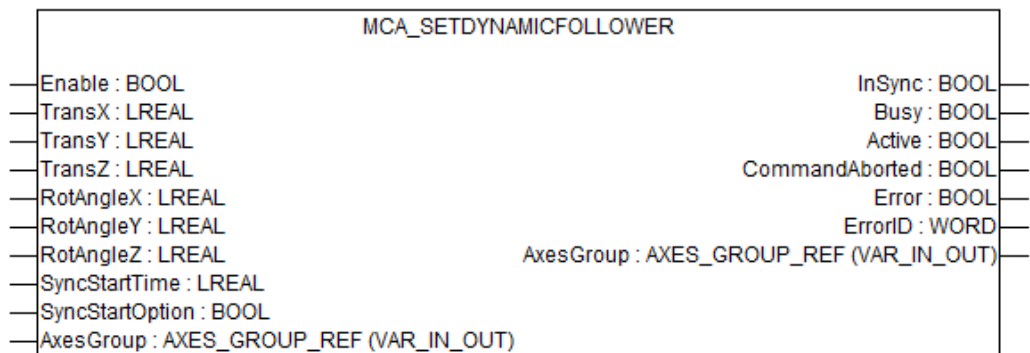 MCA_SETDYNAMICFOLLOWER
Enable : BOOL InSync : BOOL
TransX : LREAL Busy : BOOL
TransY : LREAL Active : BOOL
TransZ : LREAL CommandAborted : BOOL
RotAngleX : LREAL Error : BOOL
RotAngleY : LREAL ErrorID : WORD
RotAngleZ : LREAL AxesGroup : AXES_GROUP_REF (VAR_IN_OUT)
SyncStartTime : LREAL
SyncStartOption : BOOL
AxesGroup : AXES_GROUP_REF (VAR_IN_OUT)